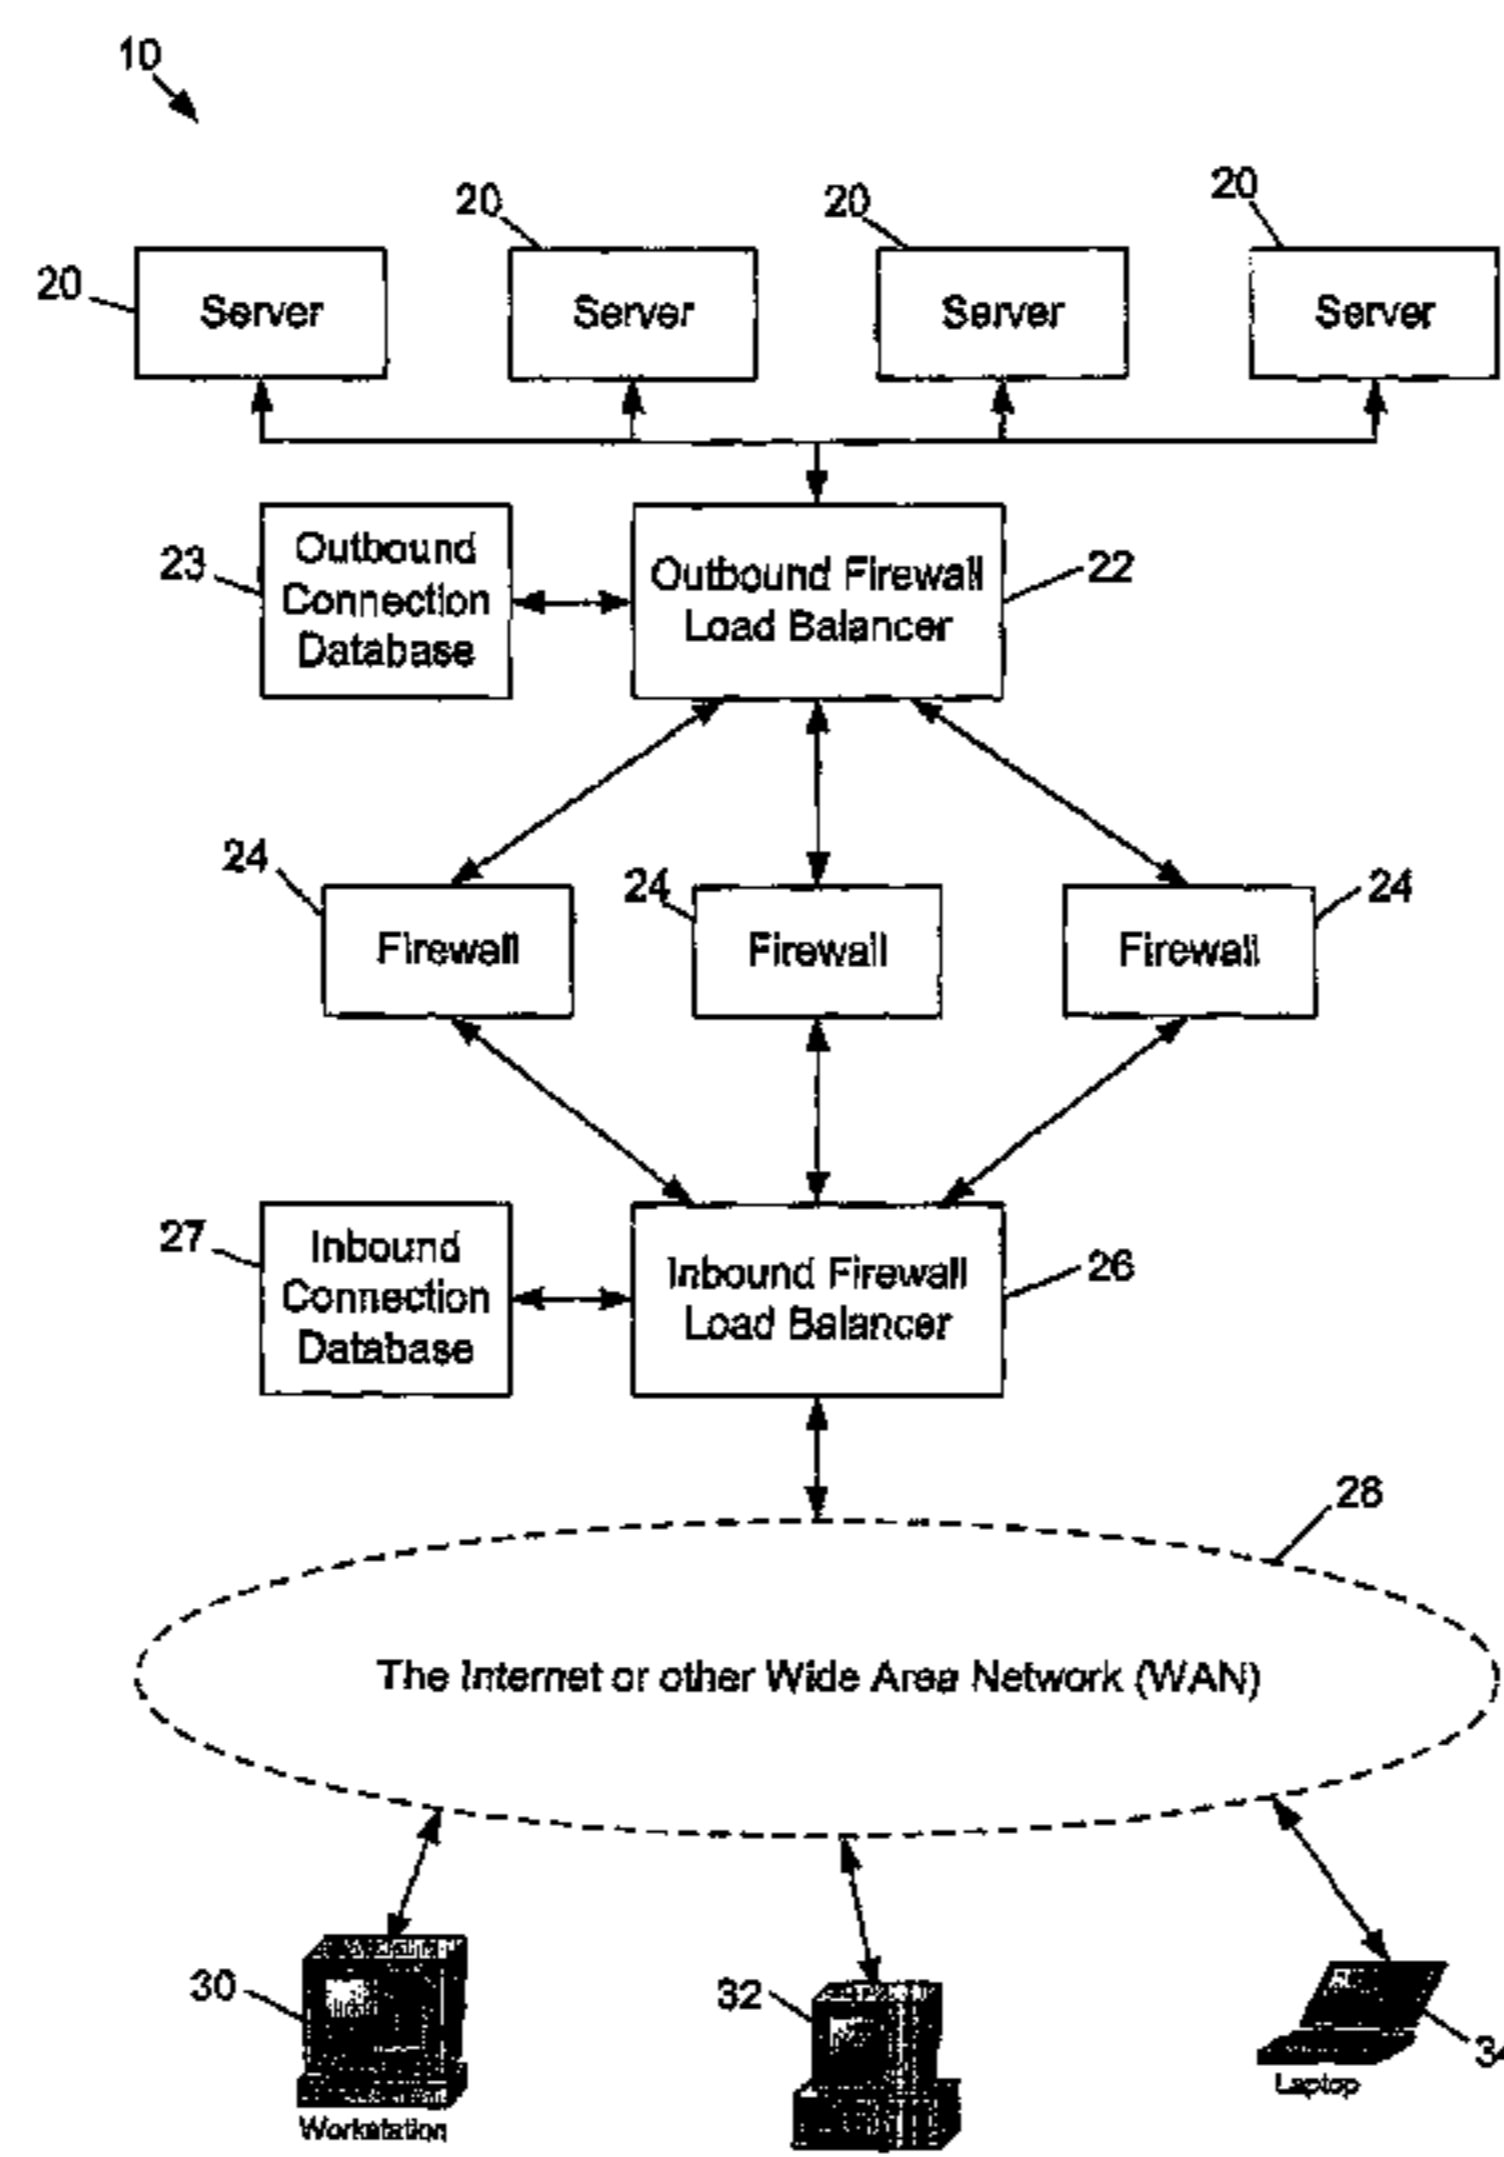 10
20
20
20
20
Server
Server
Server
Server
23
Outbound
Connection
Database
Outbound Firewall
Load Balancer
22
24
24
24
Firewall
Firewall
Firewall
27
Inbound
Connection
Database
Inbound Firewall
Load Balancer
26
28
The Internet or other Wide Area Network (WAN)
30
32
34
Workstation
Laptop